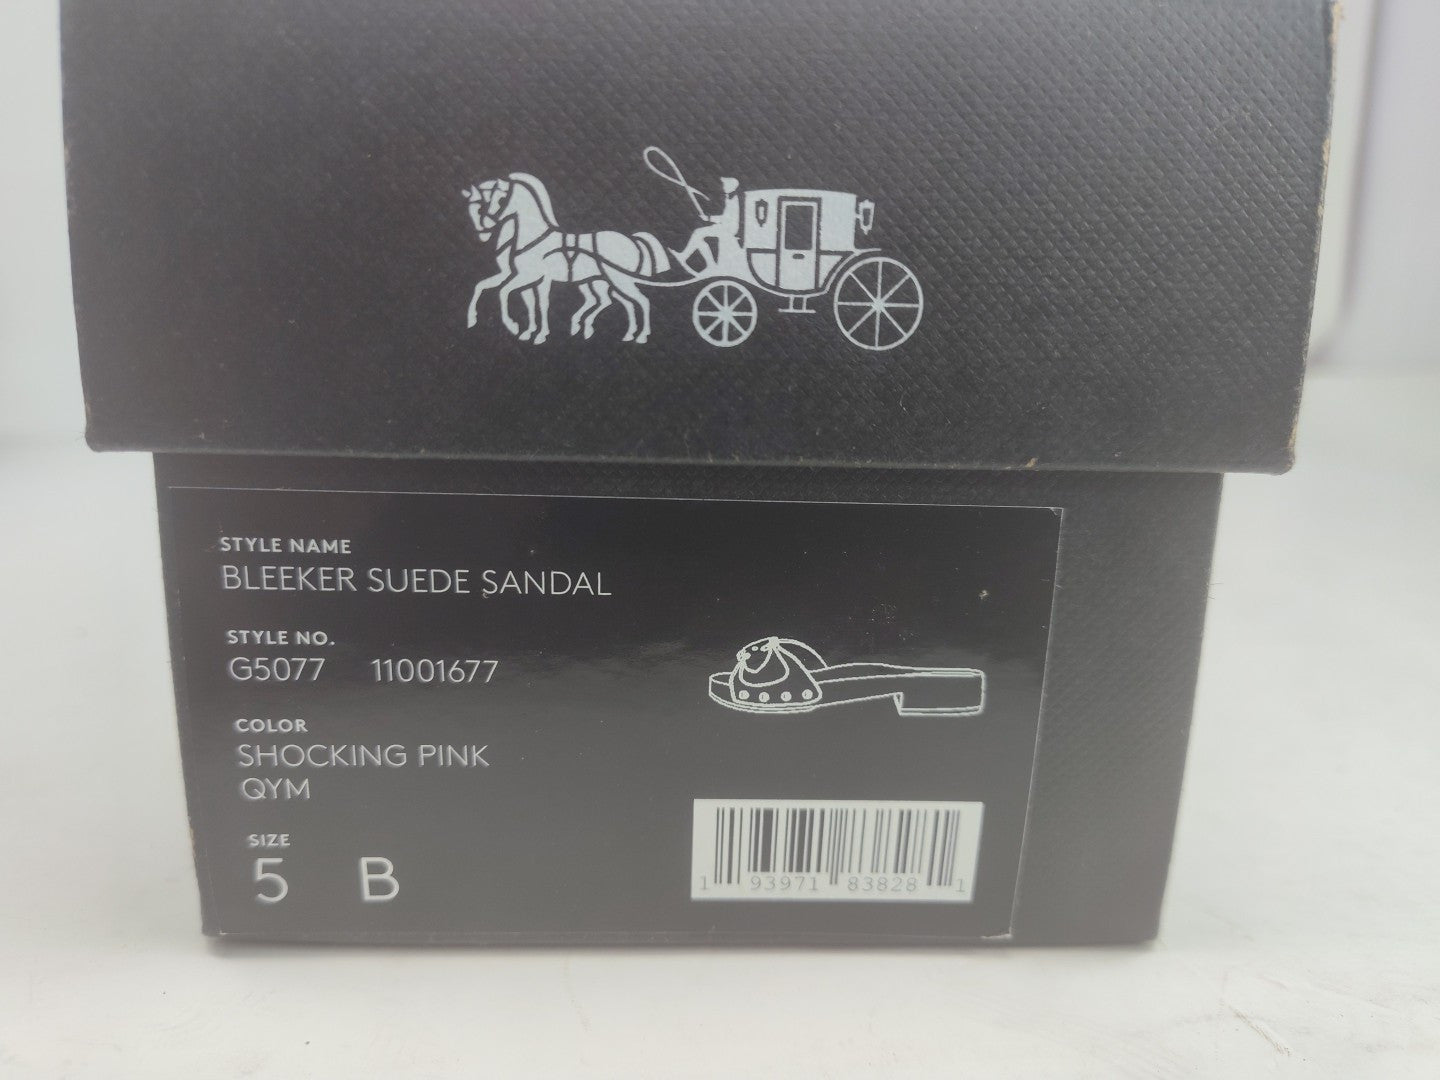 STYLE NAME
BLEEKER SUEDE SANDAL
STYLE NO.
G5077 11001677
COLOR
SHOCKING PINK
QYM
SIZE
5 B
1 93971 83828 1